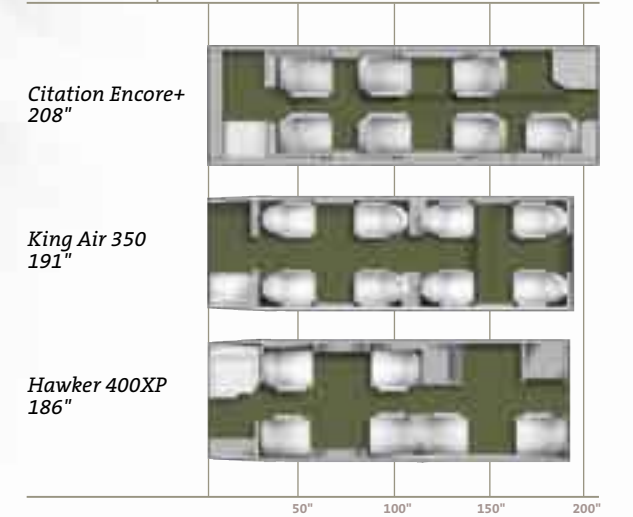 Citation Encore+
208"
King Air 350
191"
Hawker 400XP
186"
50" 100" 150" 200"